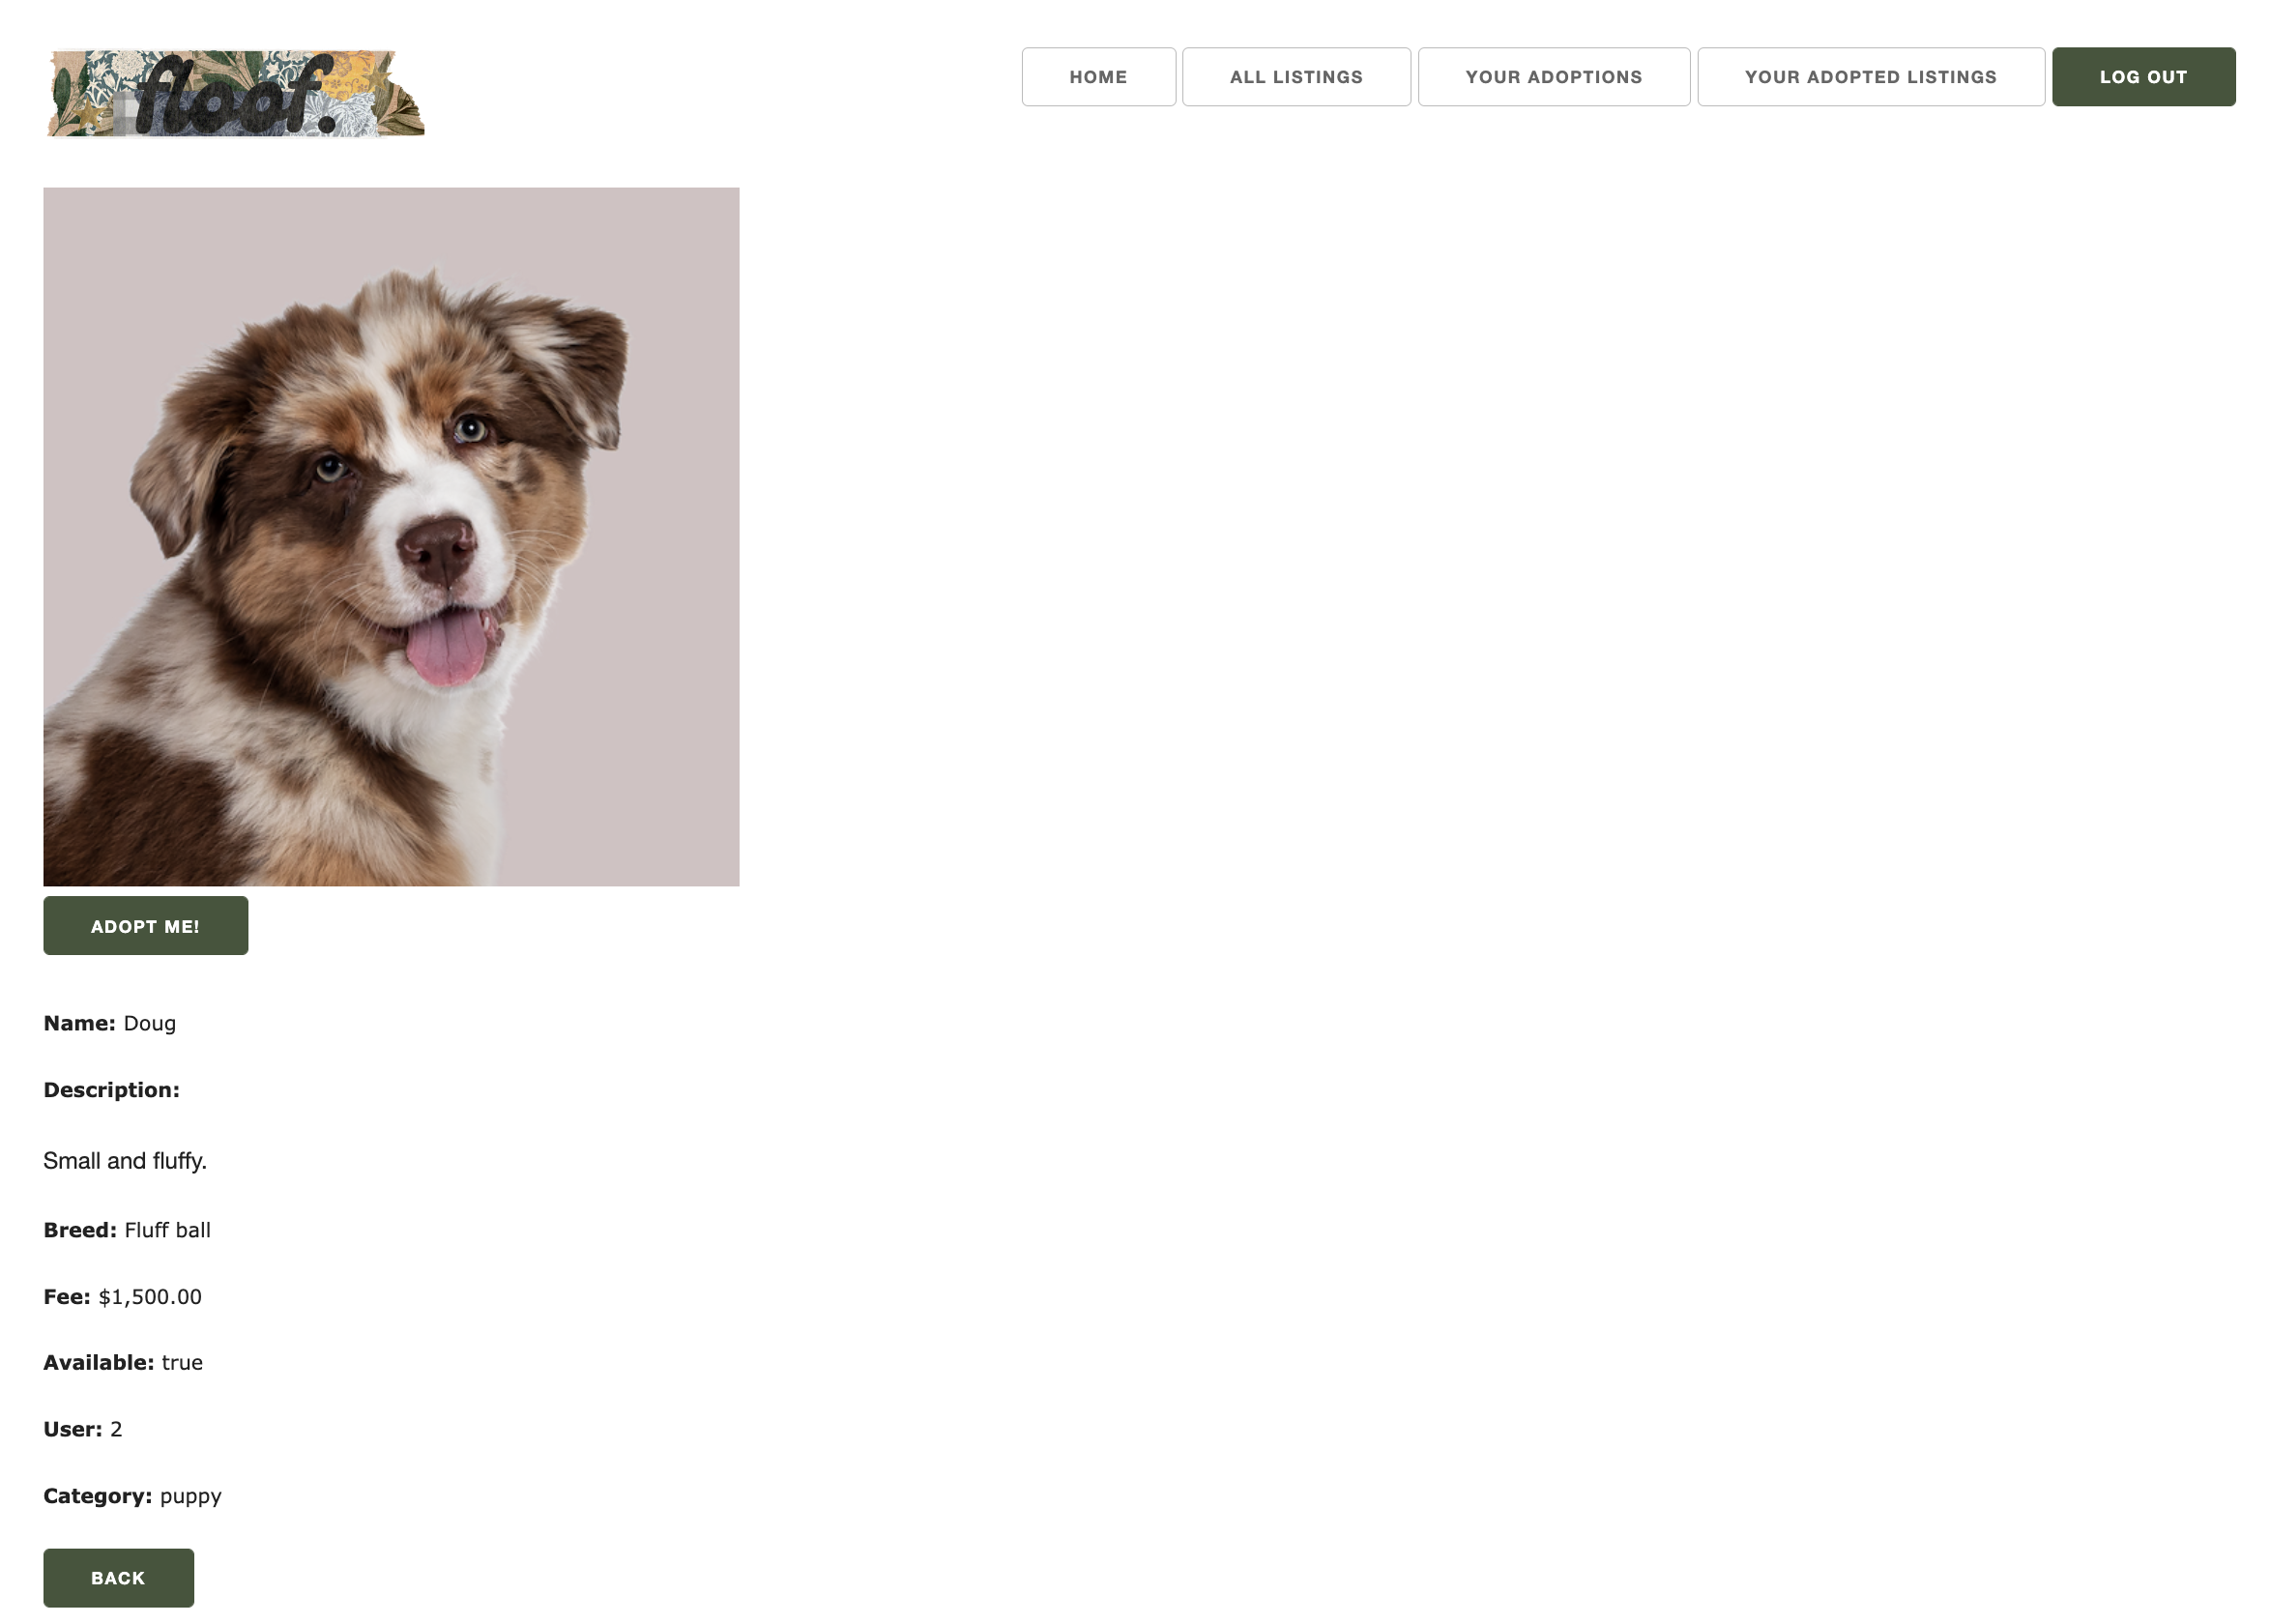 floof.
HOME
ALL LISTINGS
YOUR ADOPTIONS
YOUR ADOPTED LISTINGS
LOG OUT
ADOPT ME!
Name: Doug
Description:
Small and fluffy.
Breed: Fluff ball
Fee: $1,500.00
Available: true
User: 2
Category: puppy
BACK